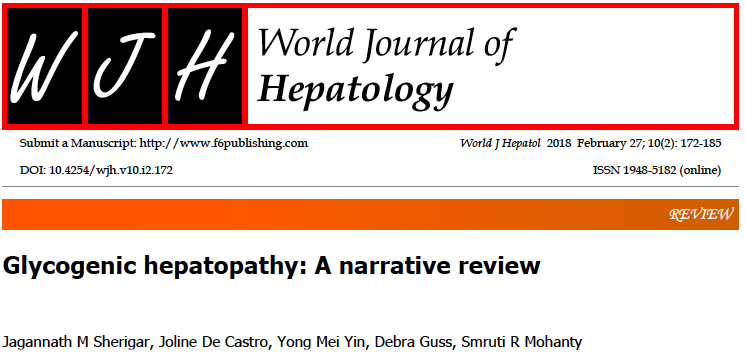 W J H
World Journal of
Hepatology
Submit a Manuscript: http://www.f6publishing.com
World J Hepatol 2018 February 27; 10(2): 172-185
DOI: 10.4254/wjh.v10.i2.172
ISSN 1948-5182 (online)
REVIEW
Glycogenic hepatopathy: A narrative review
Jagannath M Sherigar, Joline De Castro, Yong Mei Yin, Debra Guss, Smruti R Mohanty